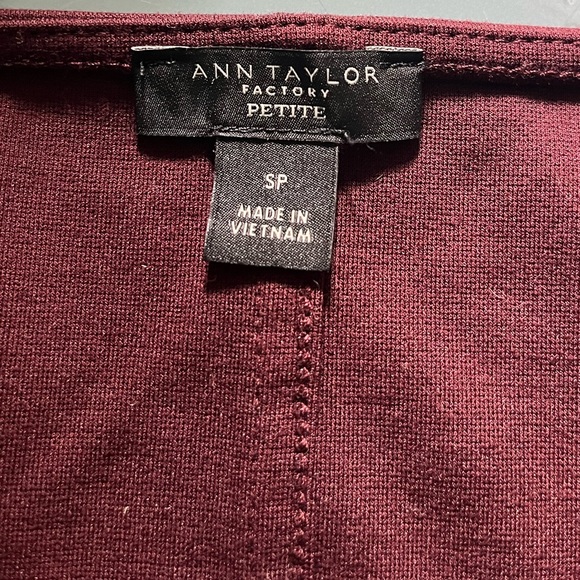 ANN TAYLOR
FACTORY
PETITE
SP
MADE IN
VIETNAM